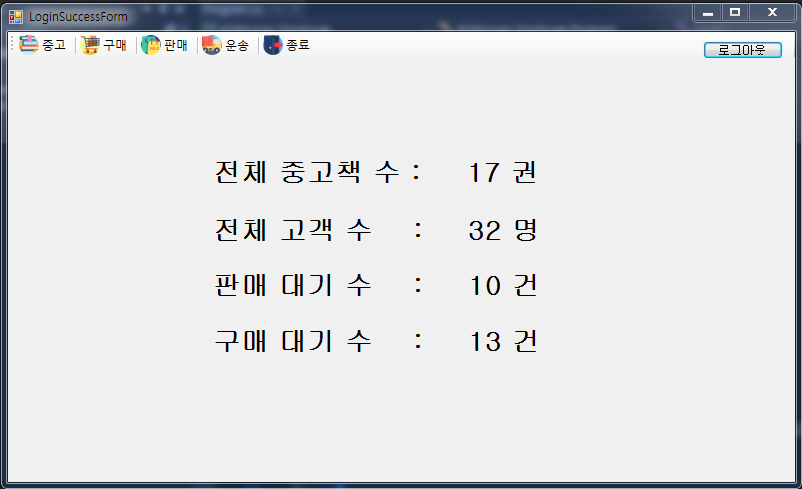 LoginSuccessForm
중고 구매 판매 운송 종료
로그아웃
전체 중고책 수 : 17 권
전체 고객 수 : 32 명
판매 대기 수 : 10 건
구매 대기 수 : 13 건